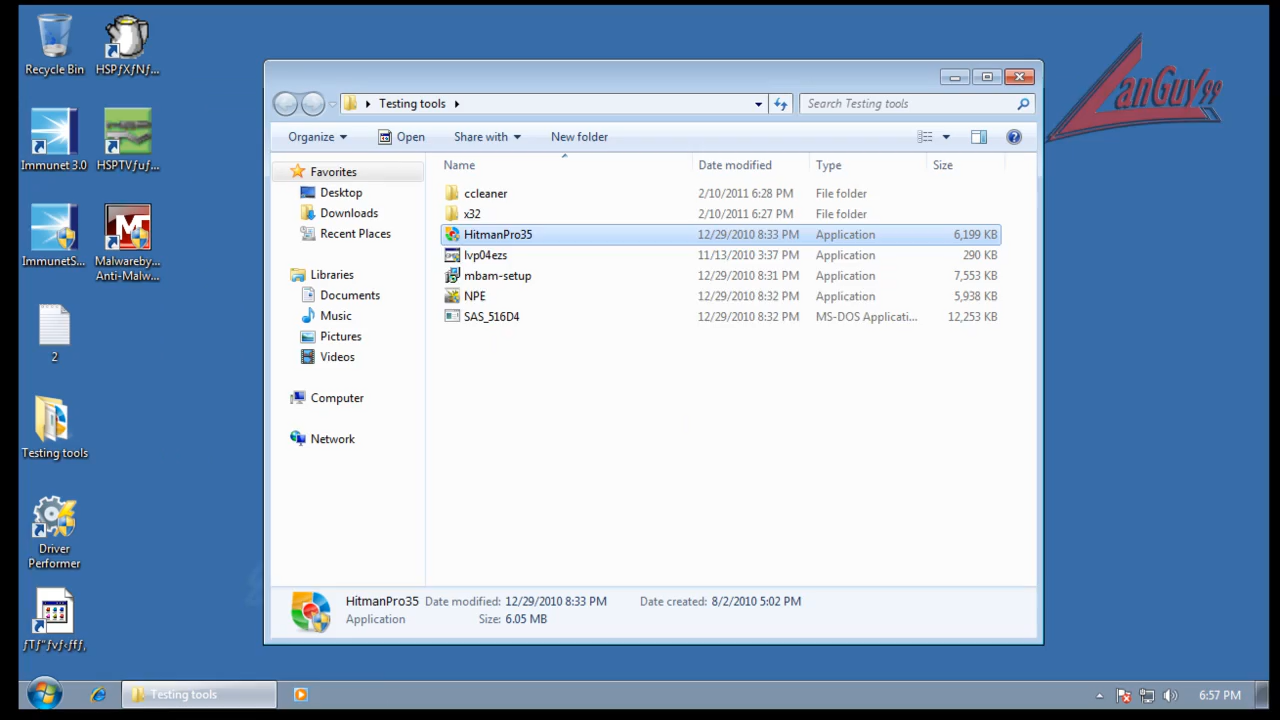 Recycle Bin
HSPƒXƒNƒ...
Immunet 3.0
HSPTVƒuƒ...
ImmunetS...
Malwareby...
Anti-Malw...
2
Testing tools
Driver
Performer
LanGuy99
Testing tools
Search Testing tools
Organize
Open
Share with
New folder
Favorites
Desktop
Downloads
Recent Places
Libraries
Documents
Music
Pictures
Videos
Computer
Network
Name Date modified Type Size
ccleaner 2/10/2011 6:28 PM File folder
x32 2/10/2011 6:27 PM File folder
HitmanPro35 12/29/2010 8:33 PM Application 6,199 KB
lvp04ezs 11/13/2010 3:37 PM Application 290 KB
mbam-setup 12/29/2010 8:31 PM Application 7,553 KB
NPE 12/29/2010 8:32 PM Application 5,938 KB
SAS_516D4 12/29/2010 8:32 PM MS-DOS Applicati... 12,253 KB
HitmanPro35 Date modified: 12/29/2010 8:33 PM Date created: 8/2/2010 5:02 PM
Application Size: 6.05 MB
Testing tools
6:57 PM